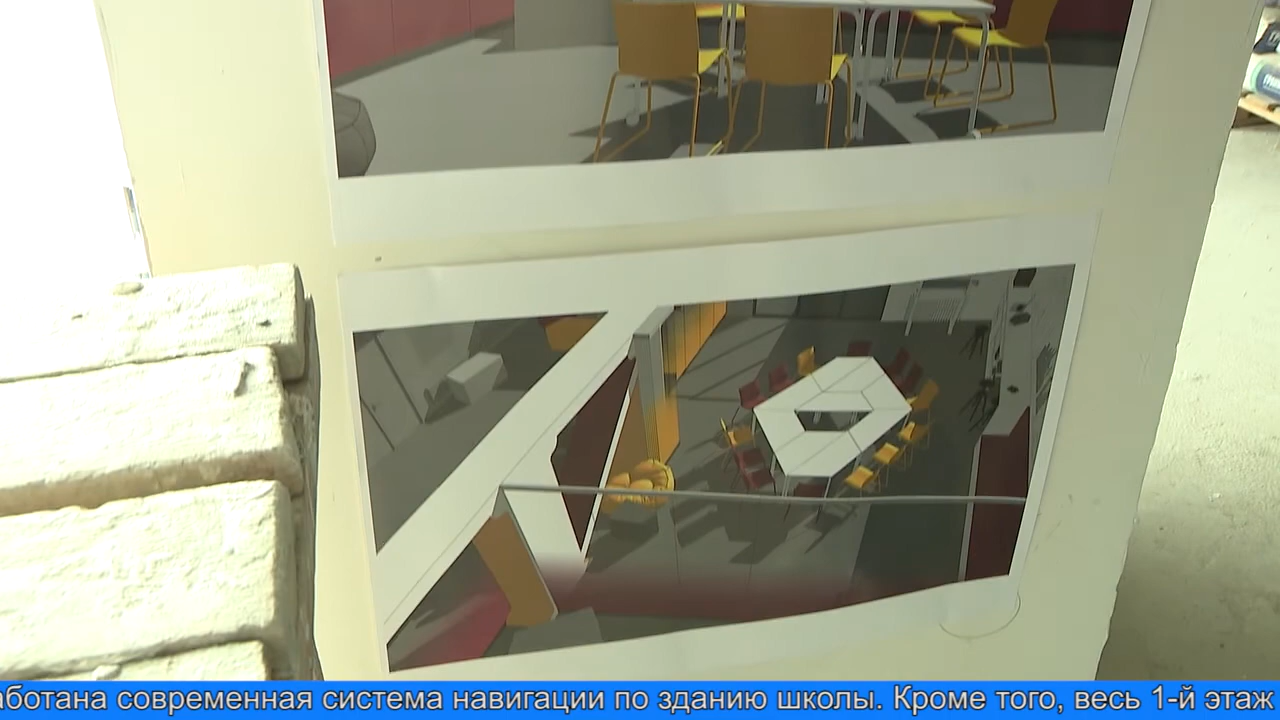 аботана современная система навигации по зданию школы. Кроме того, весь 1-й этаж